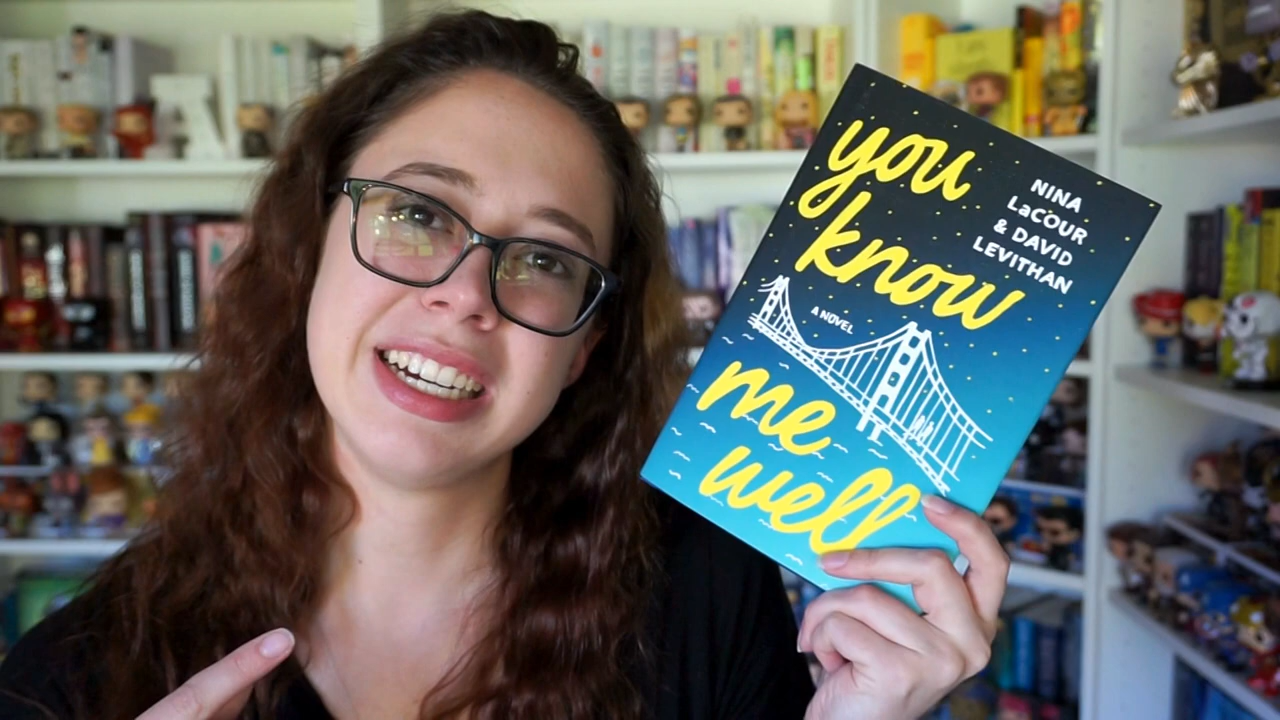 you
know
NINA
LaCOUR
& DAVID
LEVITHAN
A NOVEL
me
well